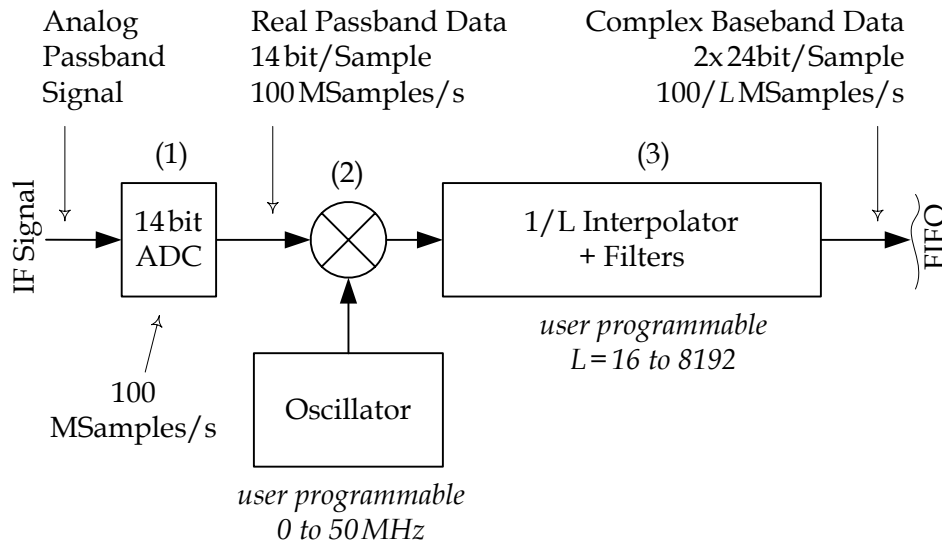 Analog
Passband
Signal
Real Passband Data
14 bit/Sample
100 MSamples/s
Complex Baseband Data
2x 24bit/Sample
100/L MSamples/s
(1)
(2)
(3)
IF Signal
14 bit
ADC
1/L Interpolator
+ Filters
FIFO
user programmable
L = 16 to 8192
100
MSamples/s
Oscillator
user programmable
0 to 50 MHz